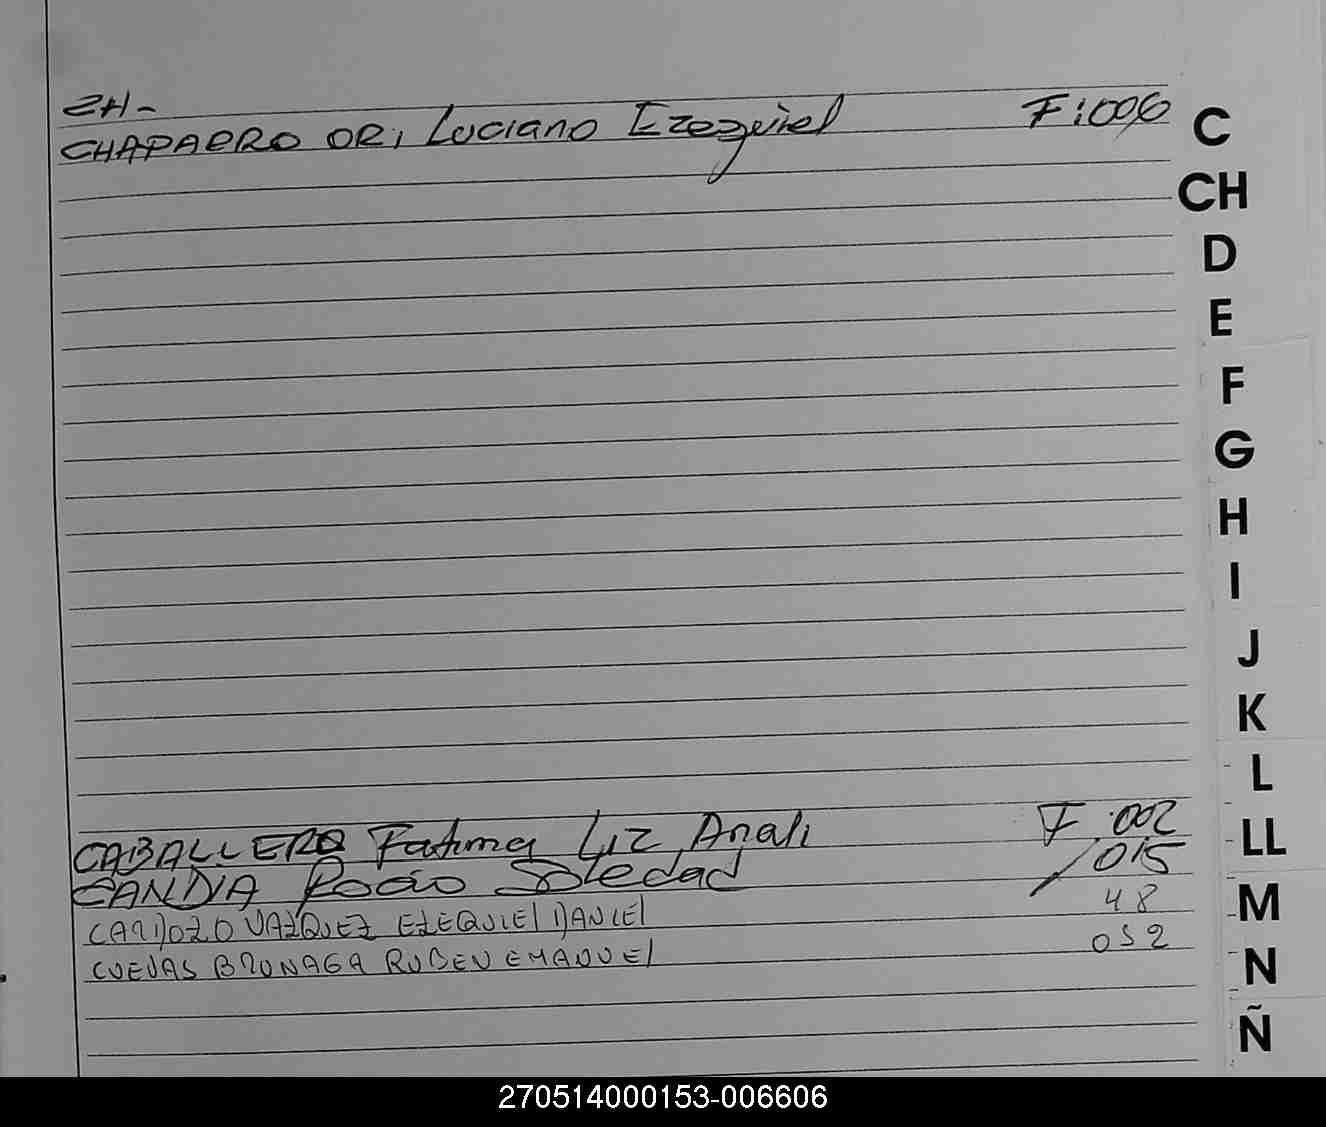 CH-
CHAPARRO ORI Luciano Ezequiel F:006
CABALLERO Fatima Liz Anali F.002
CANDIA Rocio Soledad / 015
CARDOZO VAZQUEZ EZEQUIEL DANIEL 48
CUEVAS BRUNAGA RUBEN EMANUEL 052
C
CH
D
E
F
G
H
I
J
K
L
LL
M
N
Ñ
270514000153-006606